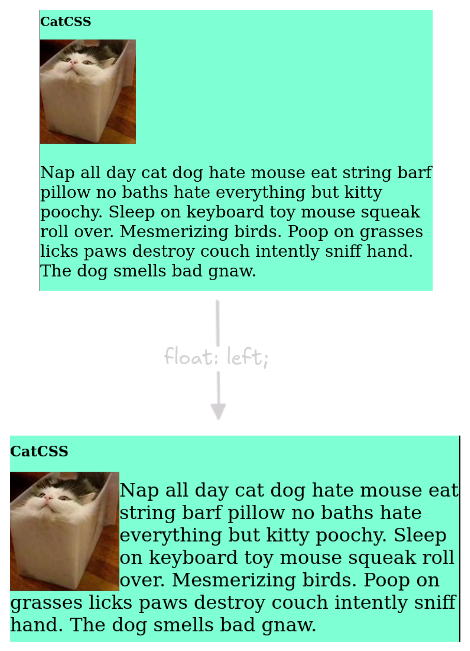 CatCSS
Nap all day cat dog hate mouse eat string barf
pillow no baths hate everything but kitty
poochy. Sleep on keyboard toy mouse squeak
roll over. Mesmerizing birds. Poop on grasses
licks paws destroy couch intently sniff hand.
The dog smells bad gnaw.
float: left;
CatCSS
Nap all day cat dog hate mouse eat
string barf pillow no baths hate
everything but kitty poochy. Sleep
on keyboard toy mouse squeak roll
over. Mesmerizing birds. Poop on
grasses licks paws destroy couch intently sniff
hand. The dog smells bad gnaw.